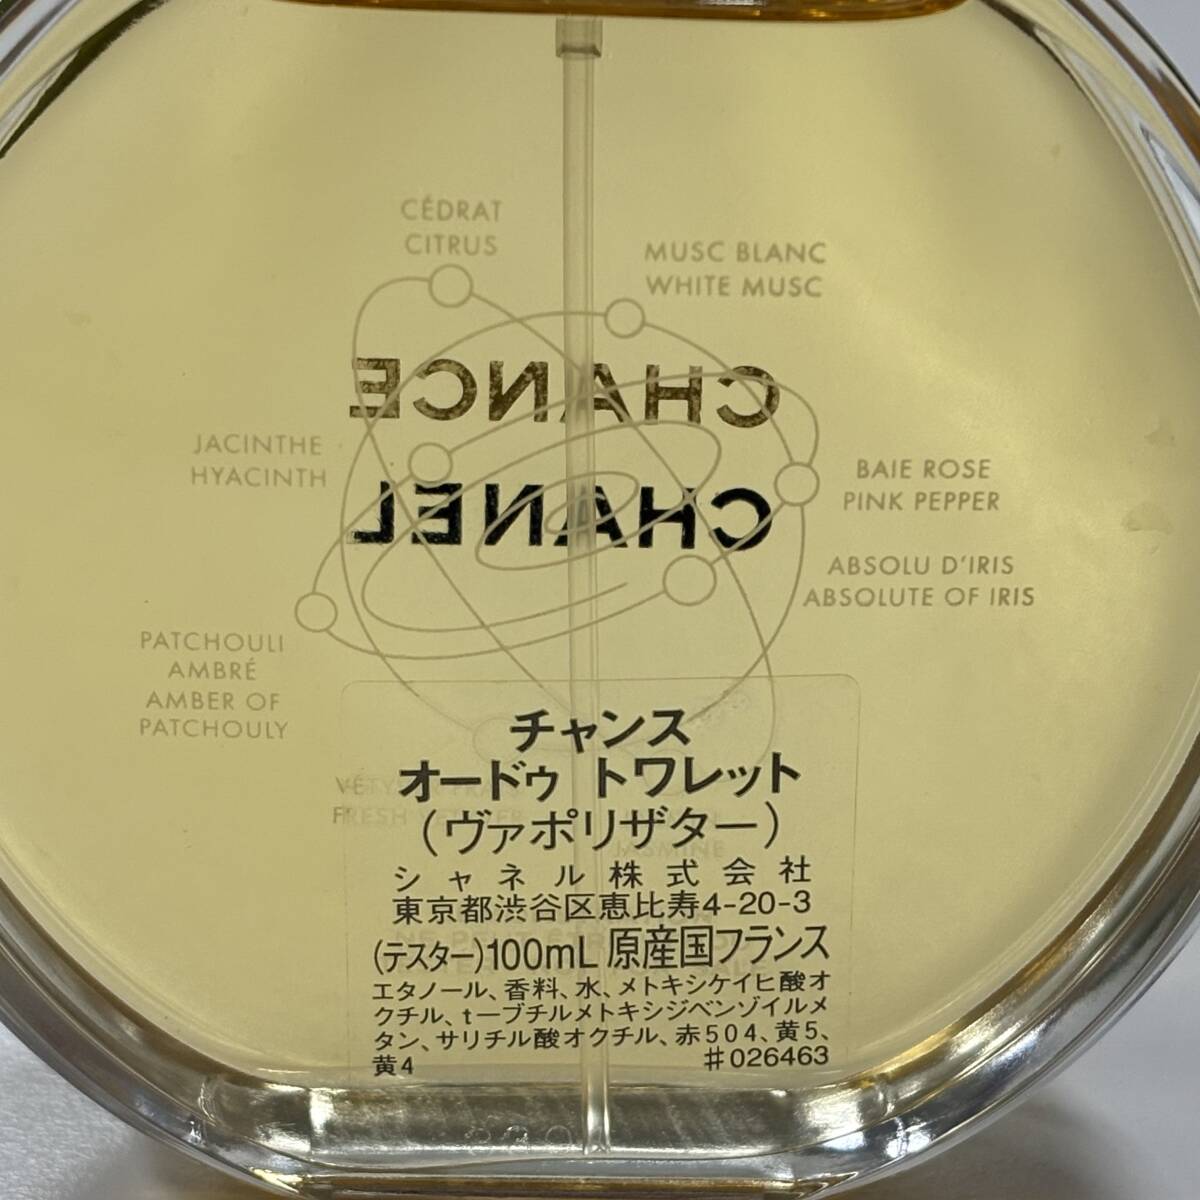 CÉDRAT
CITRUS
MUSC BLANC
WHITE MUSC
CHANCE
JACINTHE
HYACINTH
BAIE ROSE
PINK PEPPER
CHANEL
ABSOLU D'IRIS
ABSOLUTE OF IRIS
PATCHOULI
AMBRÉ
AMBER OF
PATCHOULY
チャンス
オードゥ トワレット
(ヴァポリザター)
シャネル株式会社
東京都渋谷区恵比寿4-20-3
(テスター)100mL 原産国フランス
エタノール、香料、水、メトキシケイヒ酸オ
クチル、t-ブチルメトキシジベンゾイルメ
タン、サリチル酸オクチル、赤504、黄5、
黄4
#026463
JASMINE